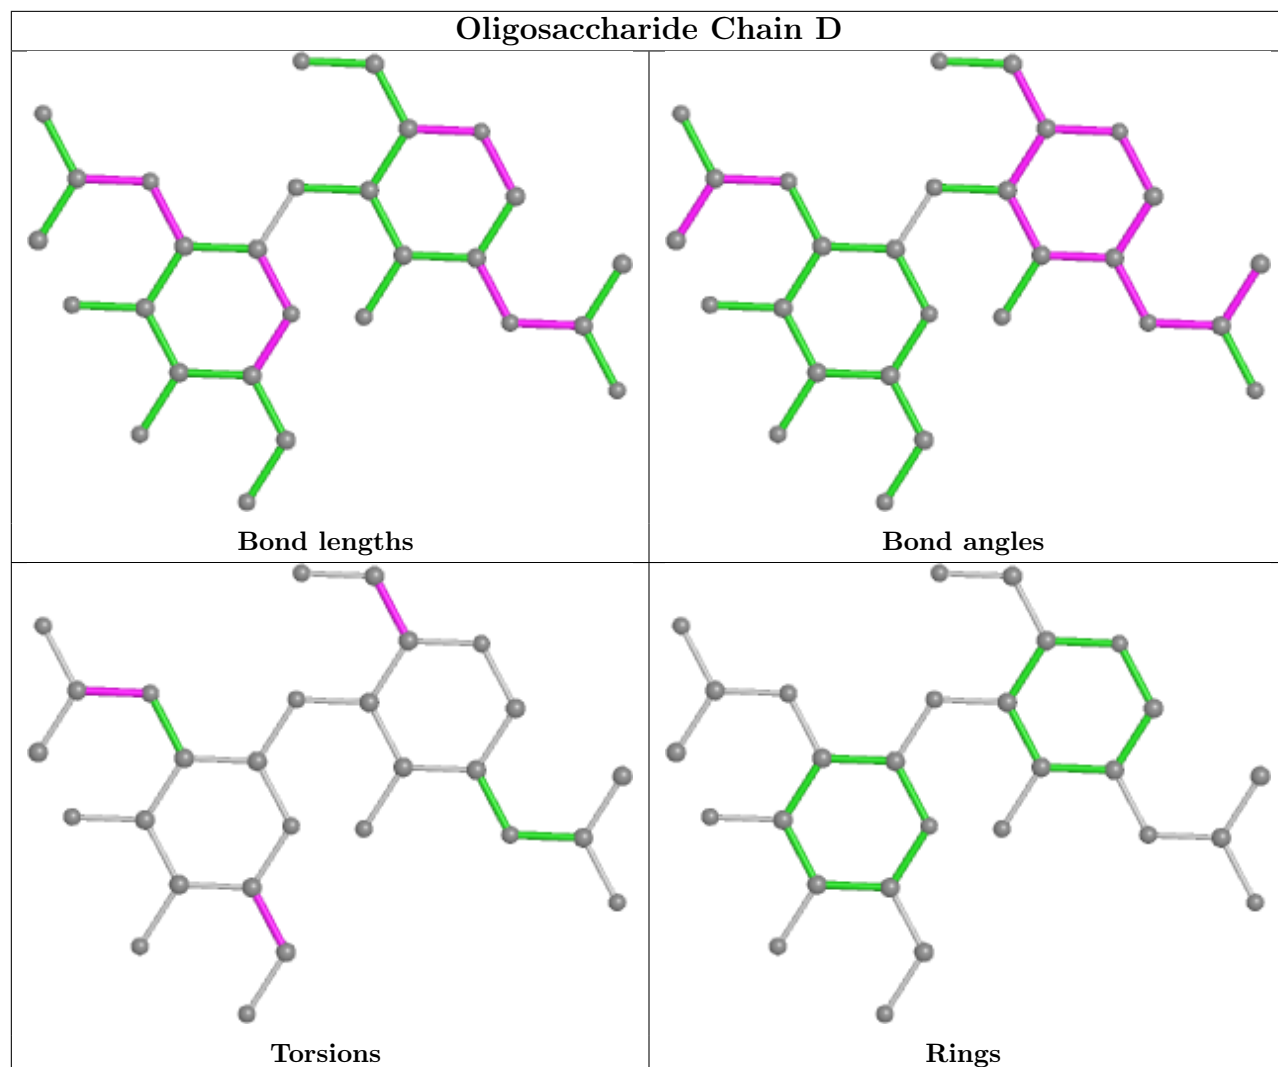 Oligosaccharide Chain D
Bond lengths
Bond angles
Torsions
Rings